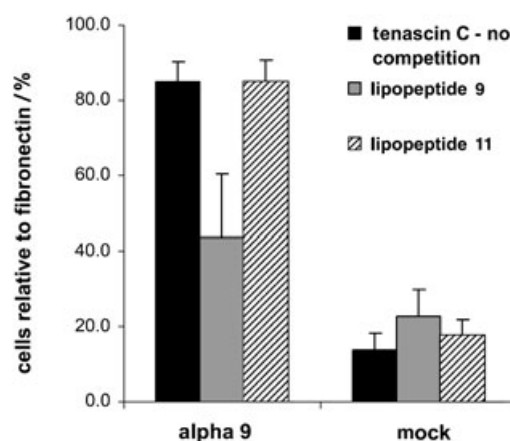 cells relative to fibronectin / %
100.0
80.0
60.0
40.0
20.0
0.0
tenascin C - no
competition
lipopeptide 9
lipopeptide 11
alpha 9
mock